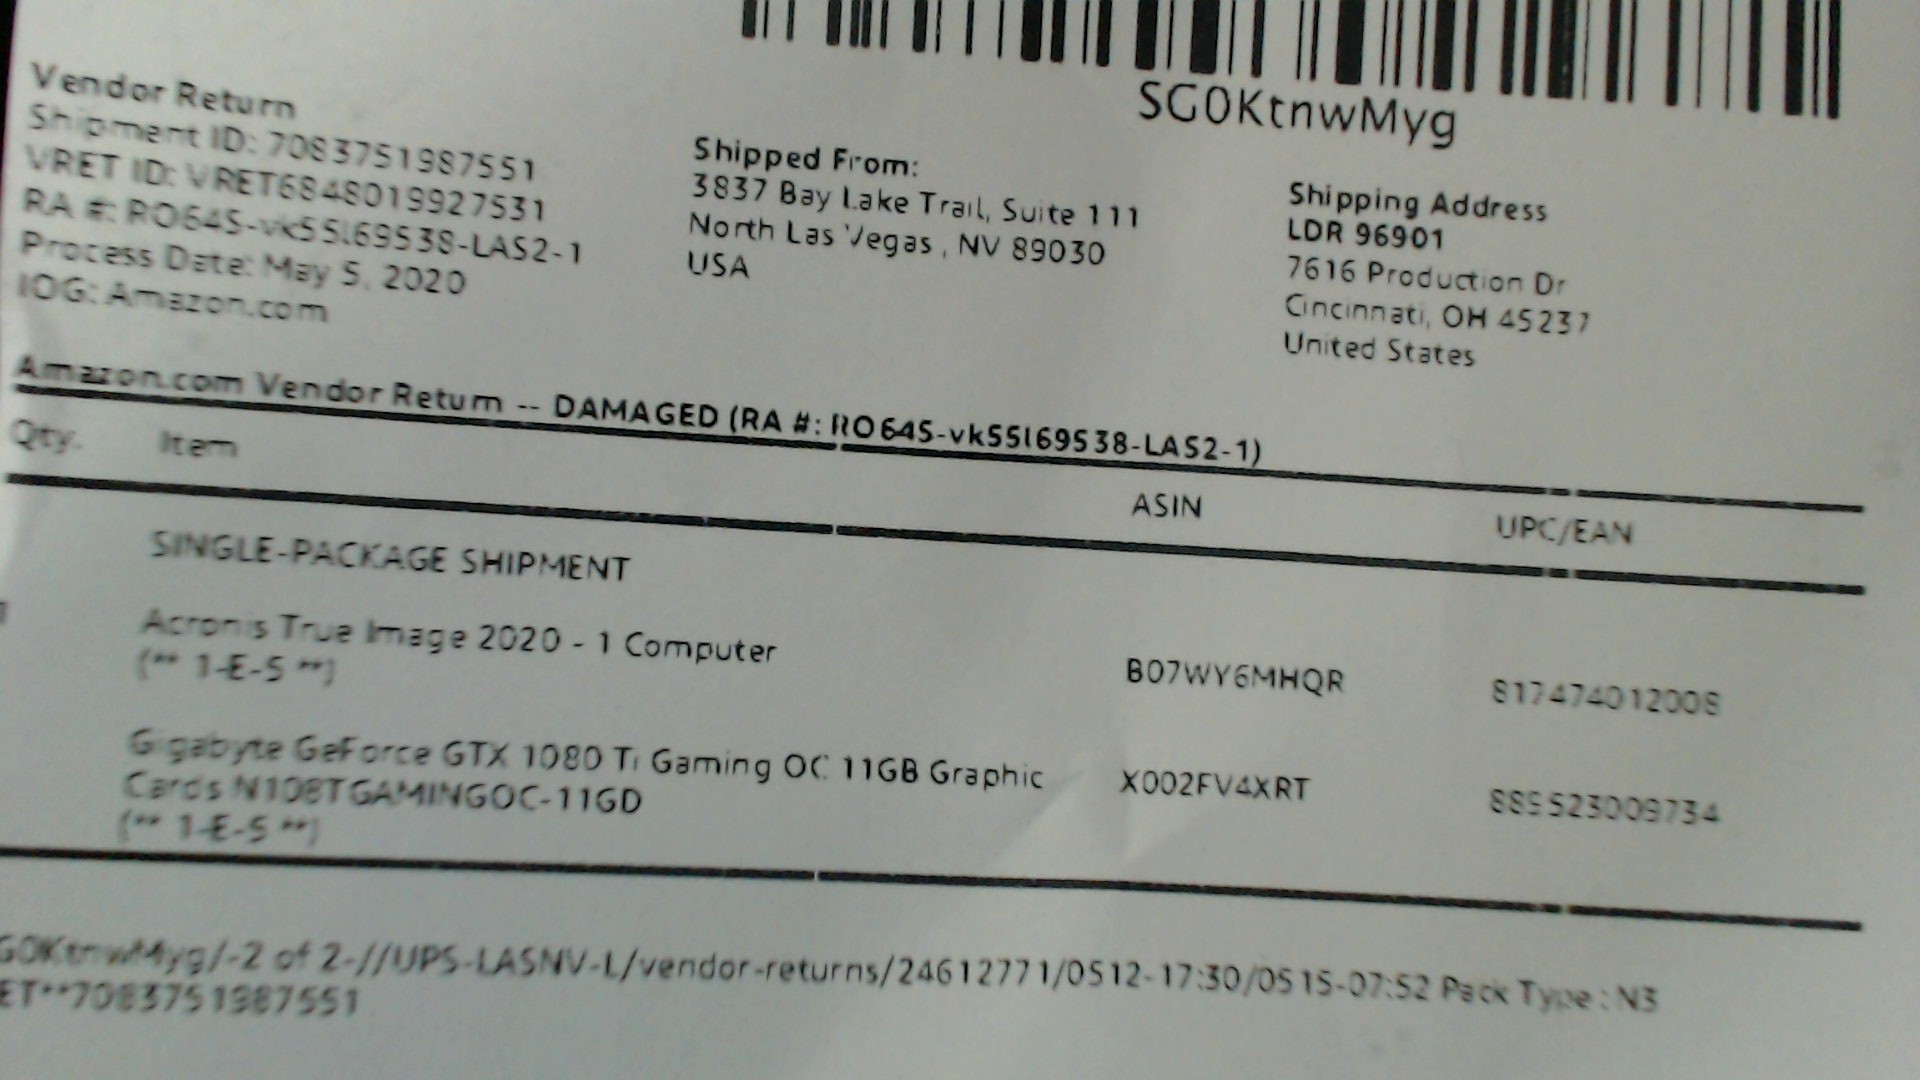 SG0KtnwMyg
Vendor Return
Shipment ID: 7083751987551
VRET ID: VRET6848019927531
RA #: RO64S-vk55l69538-LAS2-1
Process Date: May 5, 2020
IOG: Amazon.com
Shipped From:
3837 Bay Lake Trail, Suite 111
North Las Vegas , NV 89030
USA
Shipping Address
LDR 96901
7616 Production Dr
Cincinnati, OH 45237
United States
Amazon.com Vendor Return -- DAMAGED (RA #: RO64S-vk55l69538-LAS2-1)
Qty. Item ASIN UPC/EAN
SINGLE-PACKAGE SHIPMENT
Acronis True Image 2020 - 1 Computer B07WY6MHQR 817474012008
(** 1-E-5 **)
Gigabyte GeForce GTX 1080 Ti Gaming OC 11GB Graphic X002FV4XRT 889523009734
Cards N108TGAMINGOC-11GD
(** 1-E-5 **)
G0KtnwMyg/-2 of 2-//UPS-LASNV-L/vendor-returns/24612771/0512-17:30/0515-07:52 Pack Type : N3
ET**7083751987551